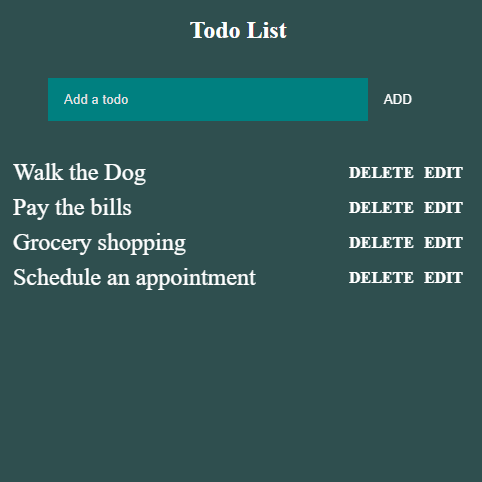 Todo List
Add a todo ADD
Walk the Dog DELETE EDIT
Pay the bills DELETE EDIT
Grocery shopping DELETE EDIT
Schedule an appointment DELETE EDIT